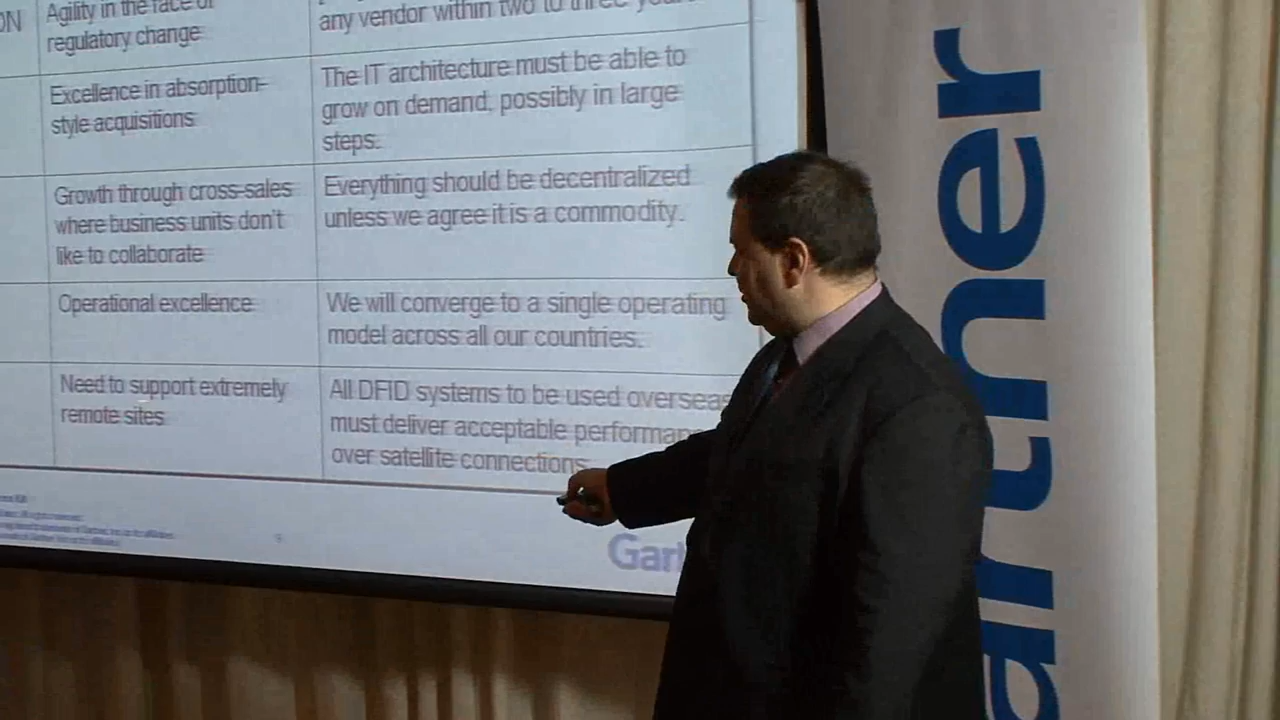 ON
Agility in the face of
regulatory change
any vendor within two to three years
Excellence in absorption-
style acquisitions
The IT architecture must be able to
grow on demand, possibly in large
steps.
Growth through cross-sales
where business units don't
like to collaborate
Everything should be decentralized
unless we agree it is a commodity.
Operational excellence
We will converge to a single operating
model across all our countries.
Need to support extremely
remote sites
All DFID systems to be used overseas
must deliver acceptable performan
over satellite connections.
Gart
artner